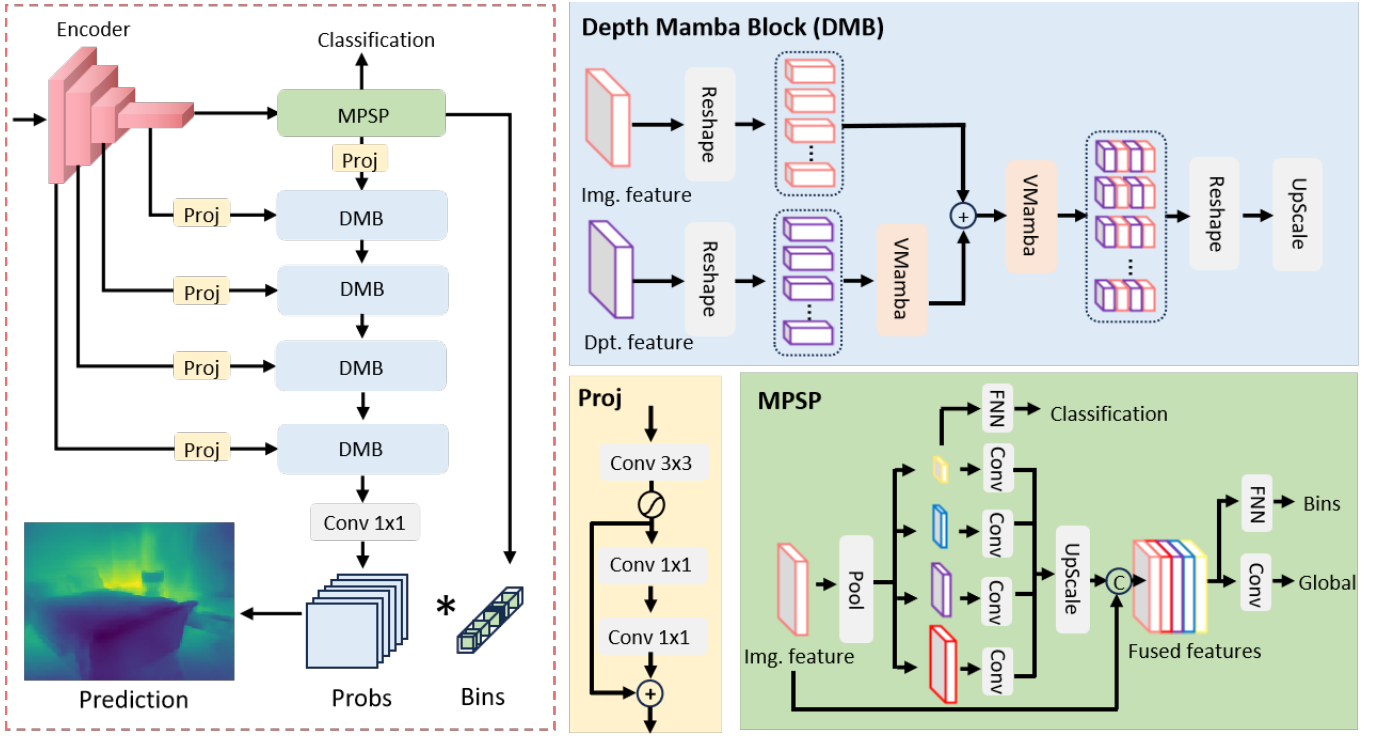 Encoder
Classification
MPSP
Proj
Proj
DMB
Proj
DMB
Proj
DMB
Proj
DMB
Conv 1x1
*
Prediction
Probs
Bins
Depth Mamba Block (DMB)
Img. feature
Reshape
Dpt. feature
Reshape
VMamba
+
VMamba
Reshape
UpScale
Proj
Conv 3x3
Conv 1x1
Conv 1x1
+
MPSP
Img. feature
Pool
FNN
Classification
Conv
Conv
Conv
Conv
UpScale
C
Fused features
FNN
Bins
Conv
Global